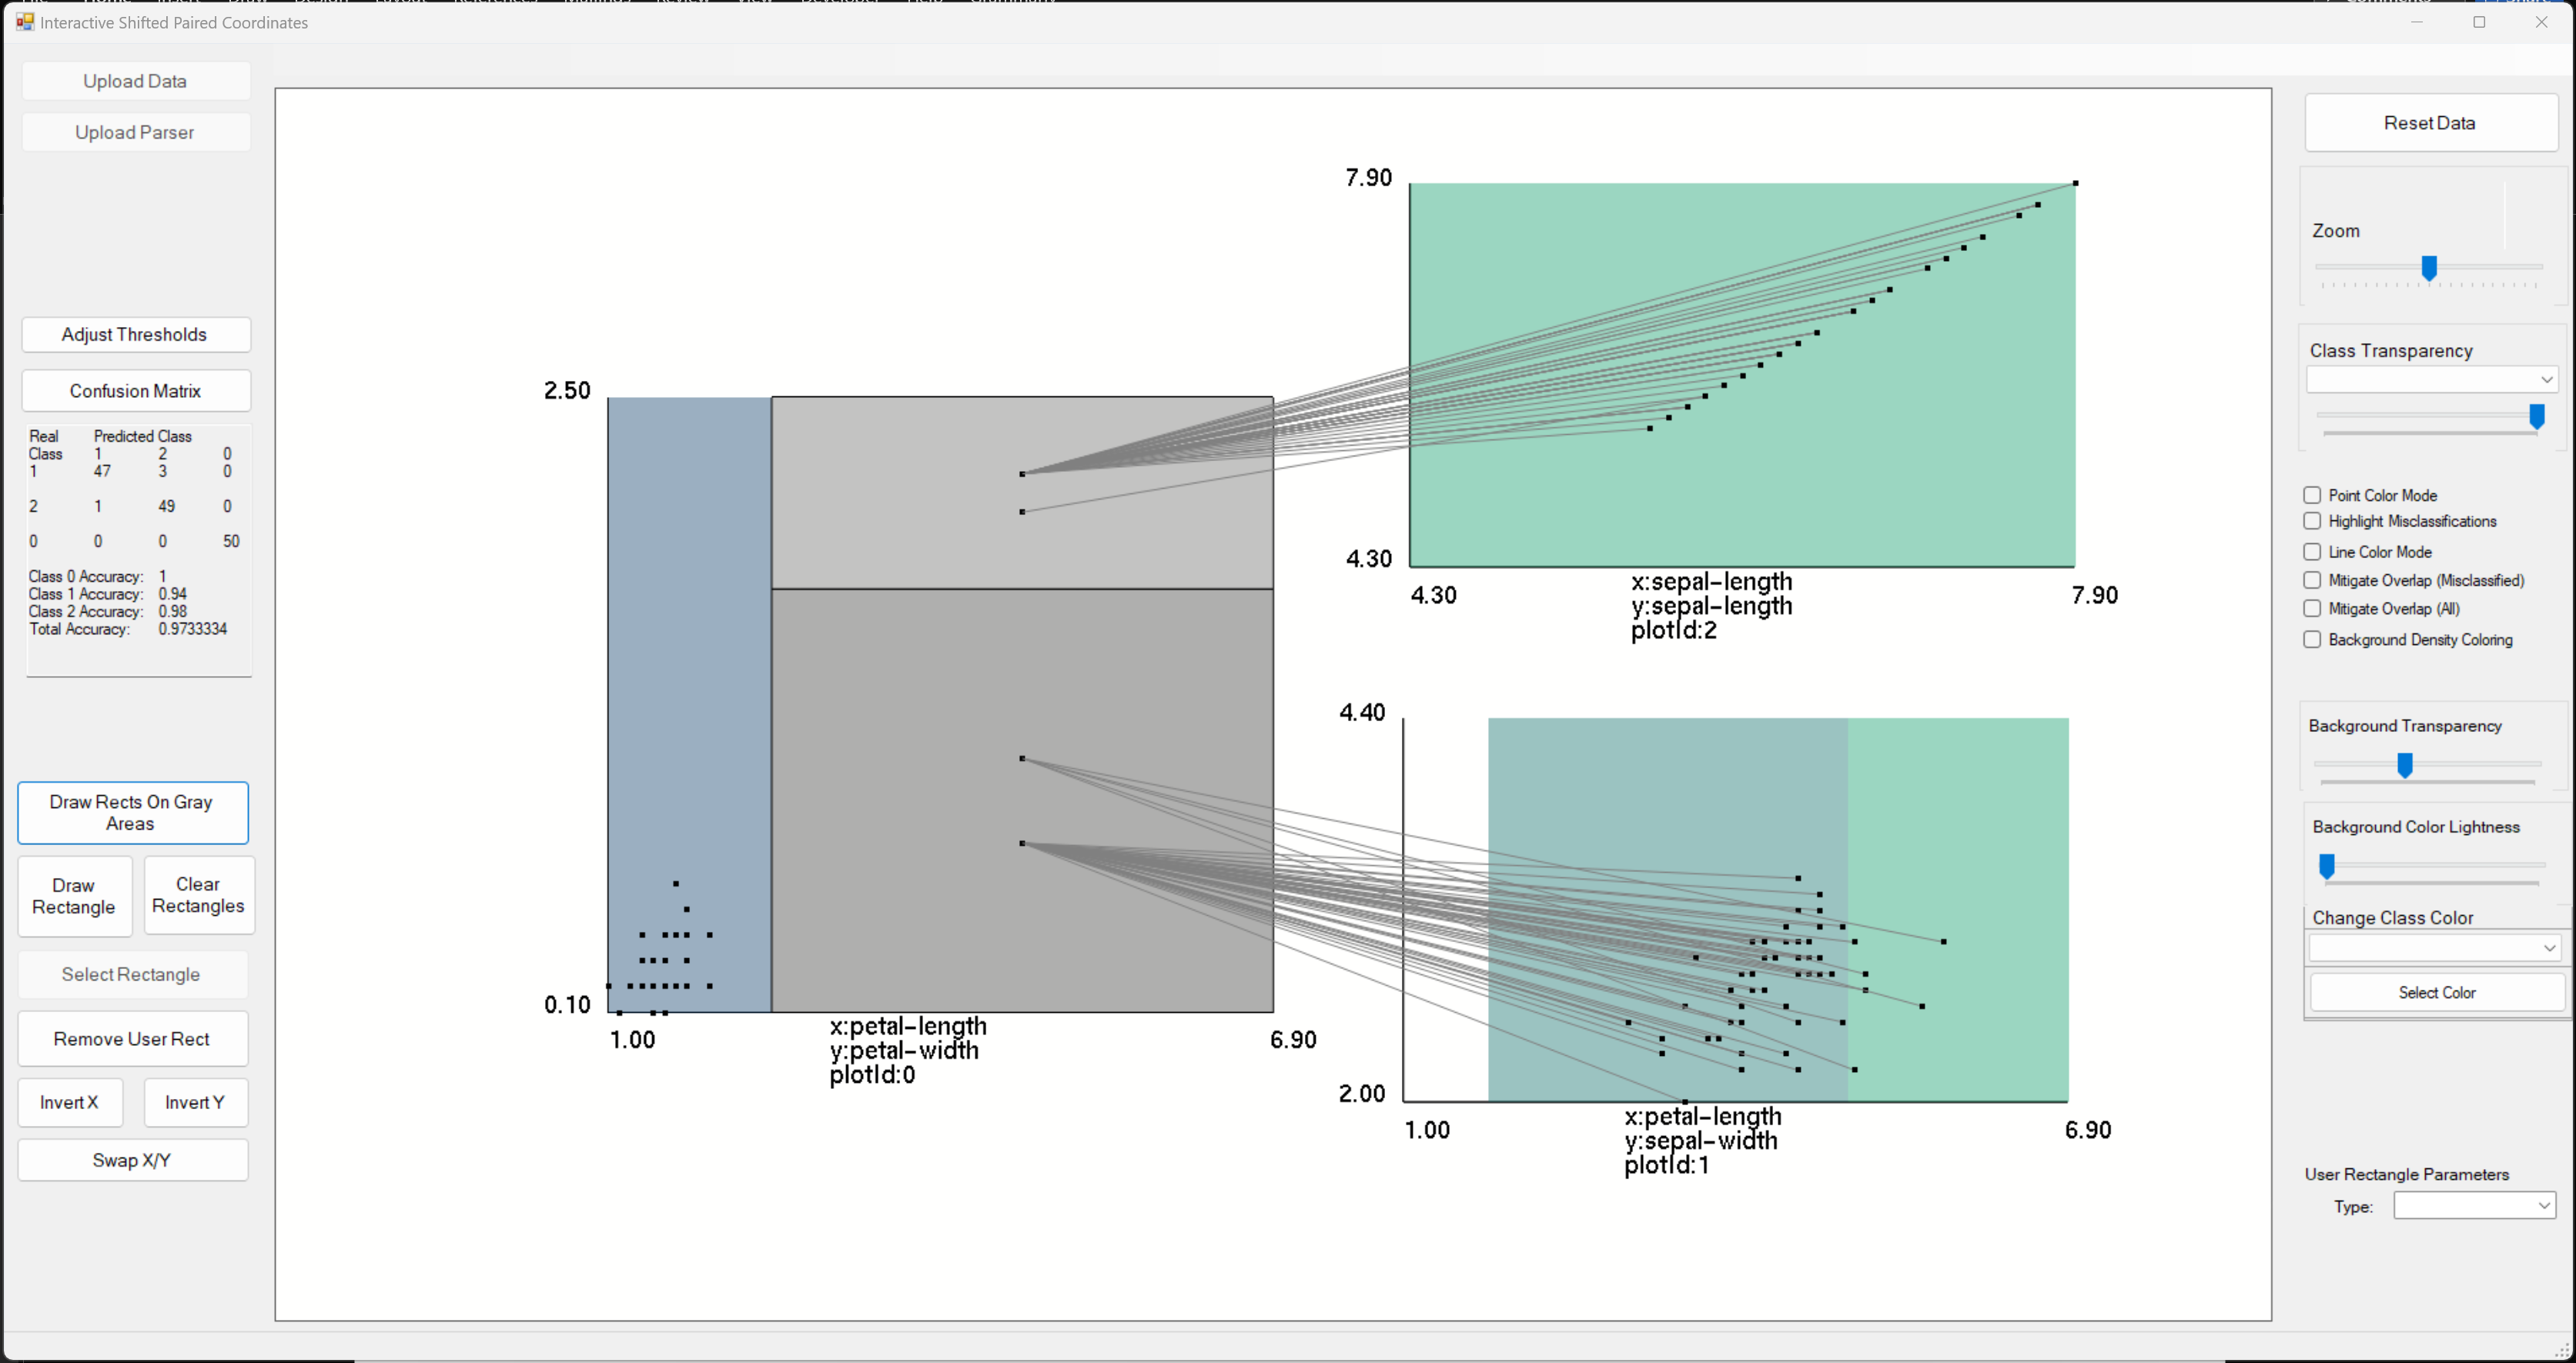 Interactive Shifted Paired Coordinates
Upload Data
Upload Parser
Adjust Thresholds
Confusion Matrix
Real Predicted Class
Class 1 2 0
1 47 3 0
2 1 49 0
0 0 0 50
Class 0 Accuracy: 1
Class 1 Accuracy: 0.94
Class 2 Accuracy: 0.98
Total Accuracy: 0.9733334
Draw Rects On Gray
Areas
Draw
Rectangle
Clear
Rectangles
Select Rectangle
Remove User Rect
Invert X
Invert Y
Swap X/Y
2.50
0.10
1.00
6.90
x:petal-length
y:petal-width
plotId:0
7.90
4.30
4.30
7.90
x:sepal-length
y:sepal-length
plotId:2
4.40
2.00
1.00
6.90
x:petal-length
y:sepal-width
plotId:1
Reset Data
Zoom
Class Transparency
Point Color Mode
Highlight Misclassifications
Line Color Mode
Mitigate Overlap (Misclassified)
Mitigate Overlap (All)
Background Density Coloring
Background Transparency
Background Color Lightness
Change Class Color
Select Color
User Rectangle Parameters
Type: